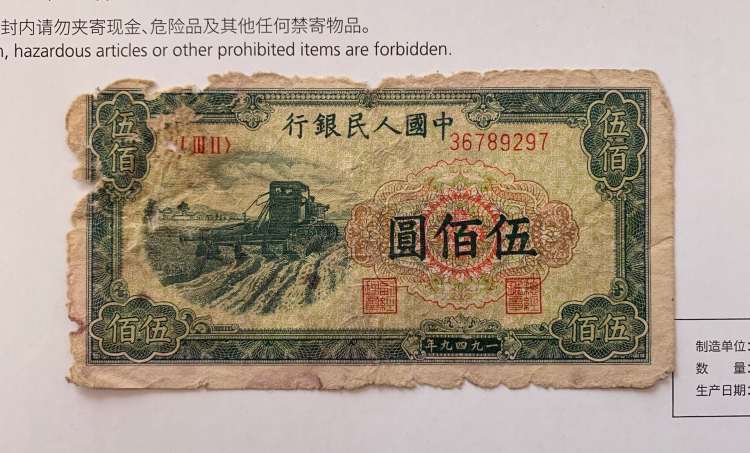 封内请勿夹寄现金、危险品及其他任何禁寄物品。
, hazardous articles or other prohibited items are forbidden.
伍佰
行銀民人國中
伍佰
〈III II〉
36789297
圓佰伍
佰伍
年九四九一
佰伍
制造单位:
数 量:
生产日期: